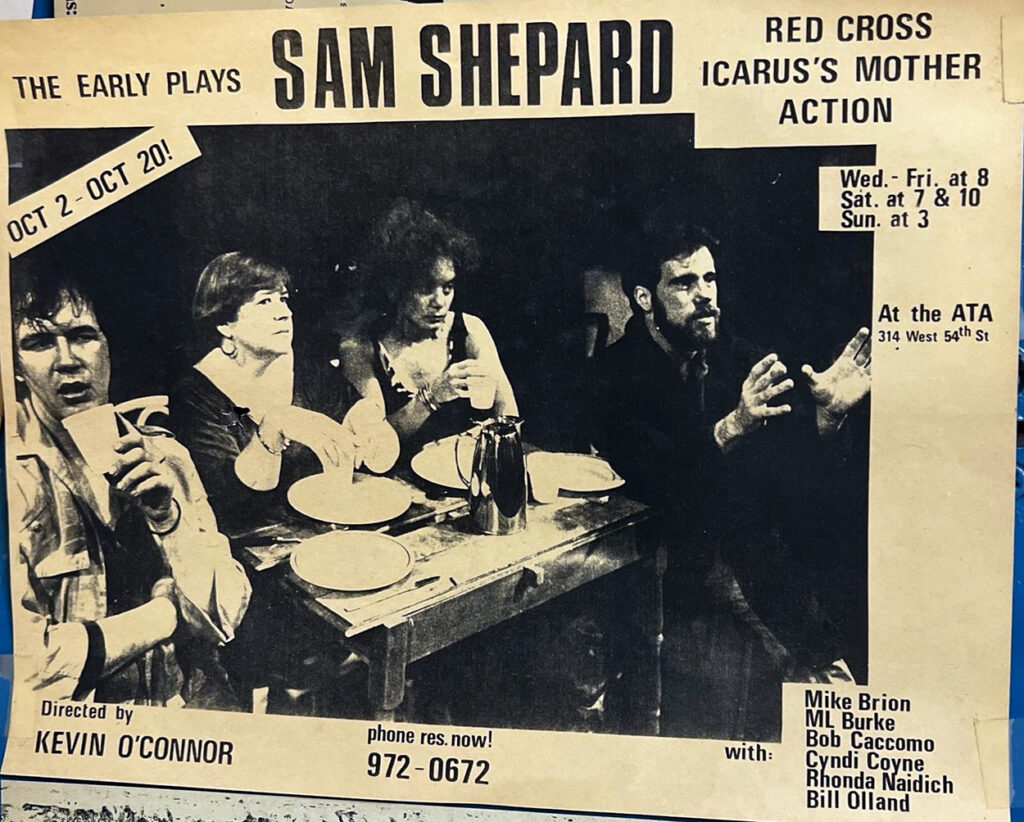 THE EARLY PLAYS
SAM SHEPARD
RED CROSS
ICARUS'S MOTHER
ACTION
OCT 2 - OCT 20!
Wed.- Fri. at 8
Sat. at 7 & 10
Sun. at 3
At the ATA
314 West 54th St
Directed by
KEVIN O'CONNOR
phone res. now!
972-0672
with:
Mike Brion
ML Burke
Bob Caccomo
Cyndi Coyne
Rhonda Naidich
Bill Olland